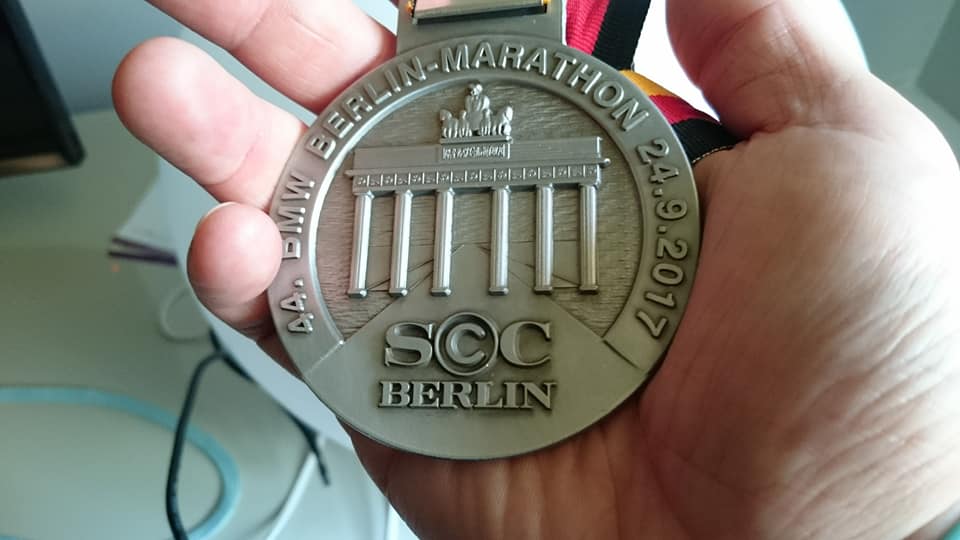 44. BMW BERLIN-MARATHON 24.9.2017
SCC
BERLIN